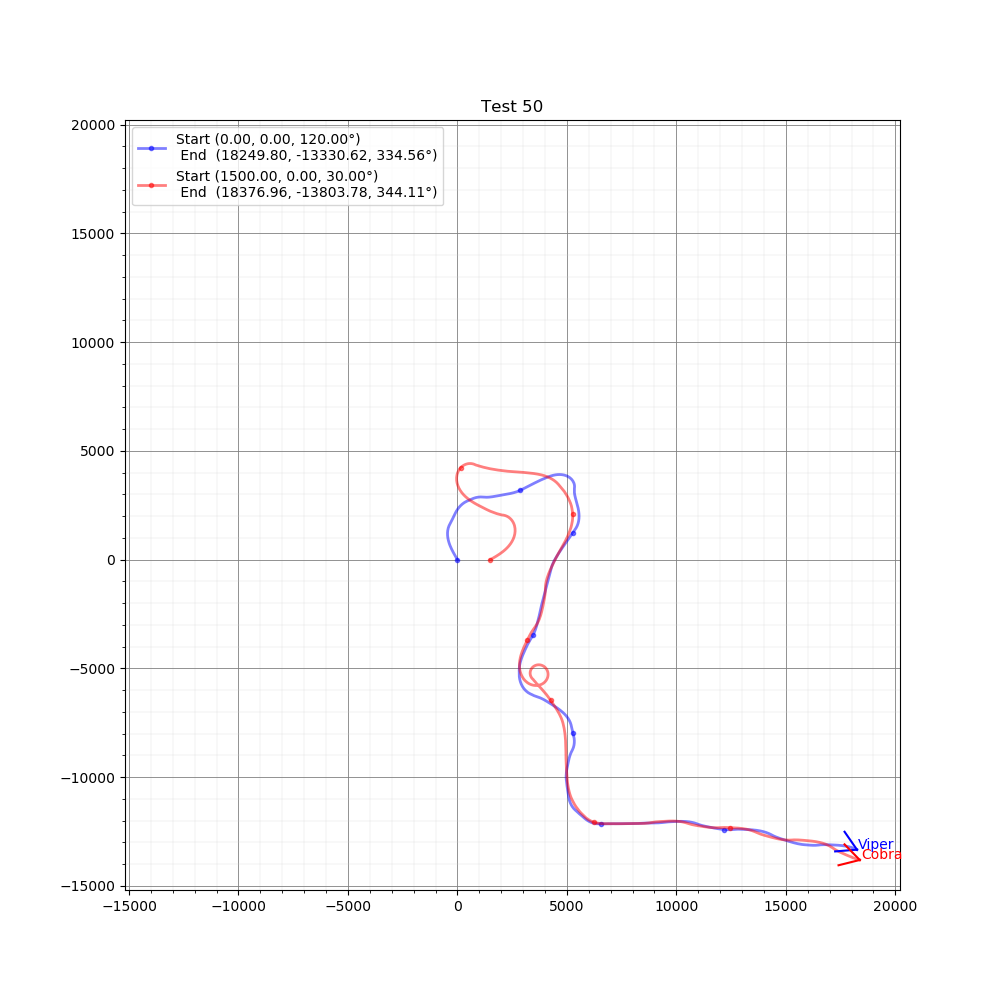 Test 50
Start (0.00, 0.00, 120.00°)
End (18249.80, -13330.62, 334.56°)
Start (1500.00, 0.00, 30.00°)
End (18376.96, -13803.78, 344.11°)
20000
15000
10000
5000
0
−5000
−10000
−15000
Viper
Cobra
−15000 −10000 −5000 0 5000 10000 15000 20000